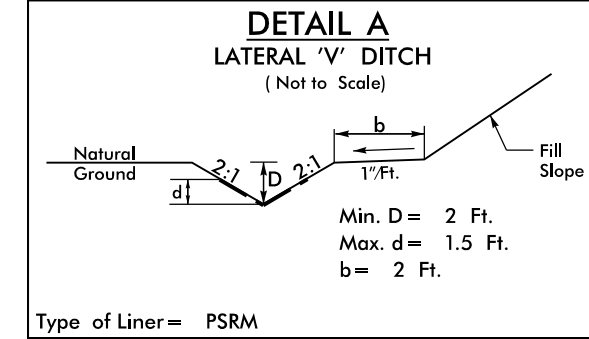 DETAIL A
LATERAL 'V' DITCH
( Not to Scale)
b
Natural
Ground
2:1
D
2:1
d
1"/Ft.
Fill
Slope
Min. D = 2 Ft.
Max. d = 1.5 Ft.
b = 2 Ft.
Type of Liner = PSRM